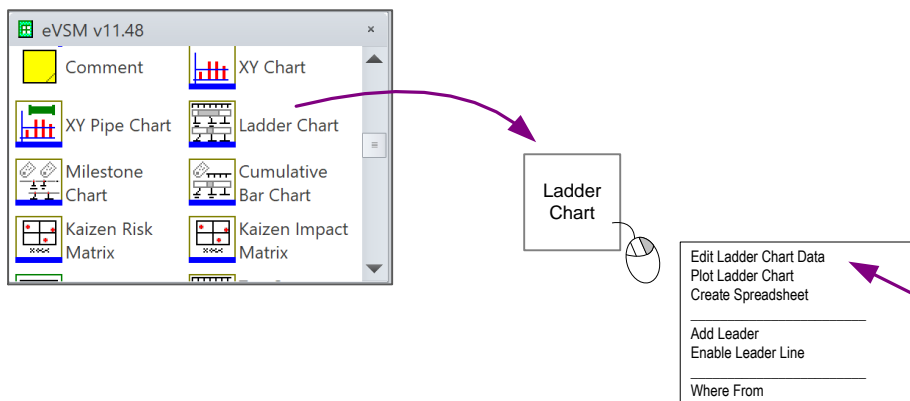 eVSM v11.48
Comment
XY Chart
XY Pipe Chart
Ladder Chart
Milestone
Chart
Cumulative
Bar Chart
Kaizen Risk
Matrix
Kaizen Impact
Matrix
Ladder
Chart
Edit Ladder Chart Data
Plot Ladder Chart
Create Spreadsheet
Add Leader
Enable Leader Line
Where From